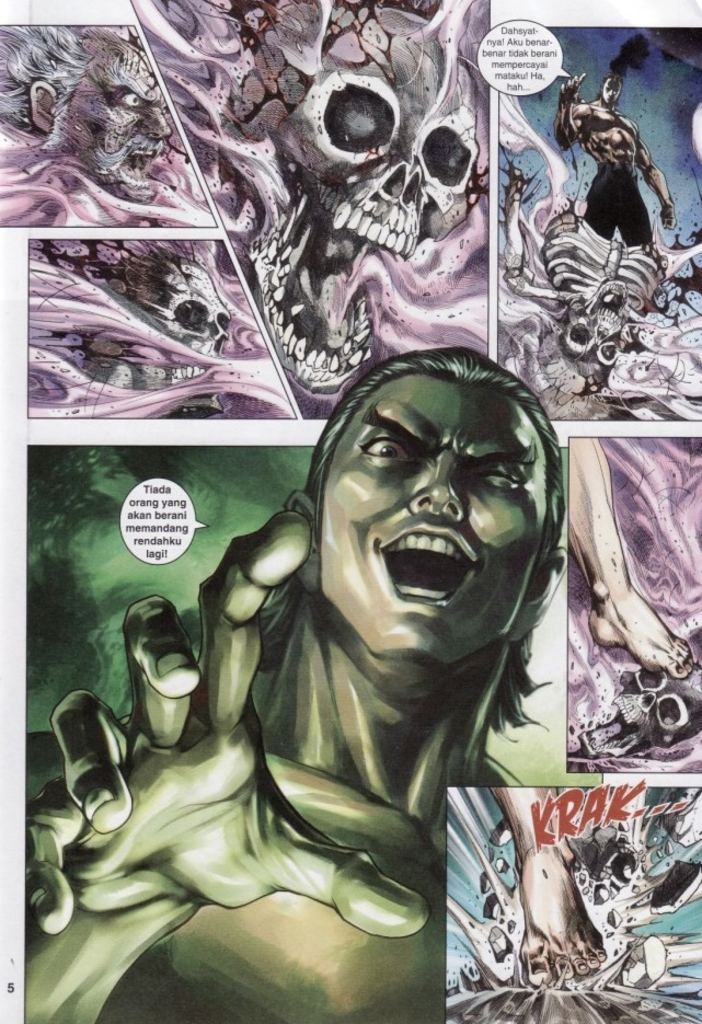 Dahsyat-
nya! Aku benar-
benar tidak berani
mempercayai
mataku! Ha,
hah...
Tiada
orang yang
akan berani
memandang
rendahku
lagi!
KRAK---
5